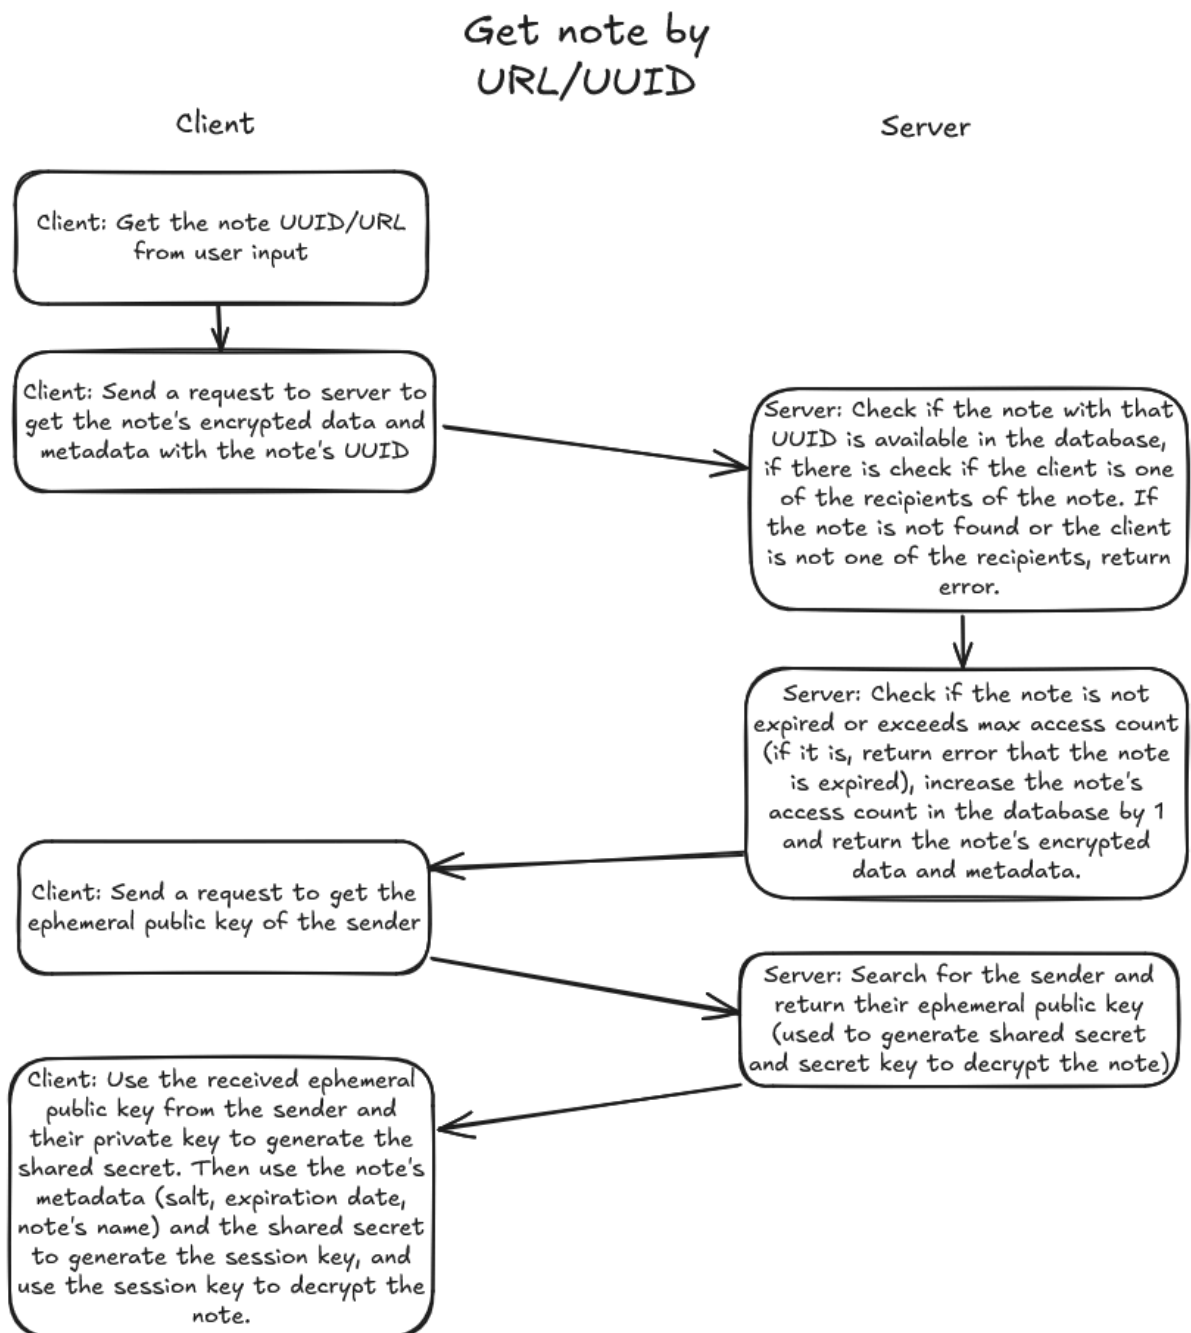 Get note by
URL/UUID
Client
Server
Client: Get the note UUID/URL
from user input
Client: Send a request to server to
get the note's encrypted data and
metadata with the note's UUID
Server: Check if the note with that
UUID is available in the database,
if there is check if the client is one
of the recipients of the note. If
the note is not found or the client
is not one of the recipients, return
error.
Server: Check if the note is not
expired or exceeds max access count
(if it is, return error that the note
is expired), increase the note's
access count in the database by 1
and return the note's encrypted
data and metadata.
Client: Send a request to get the
ephemeral public key of the sender
Server: Search for the sender and
return their ephemeral public key
(used to generate shared secret
and secret key to decrypt the note)
Client: Use the received ephemeral
public key from the sender and
their private key to generate the
shared secret. Then use the note's
metadata (salt, expiration date,
note's name) and the shared secret
to generate the session key, and
use the session key to decrypt the
note.